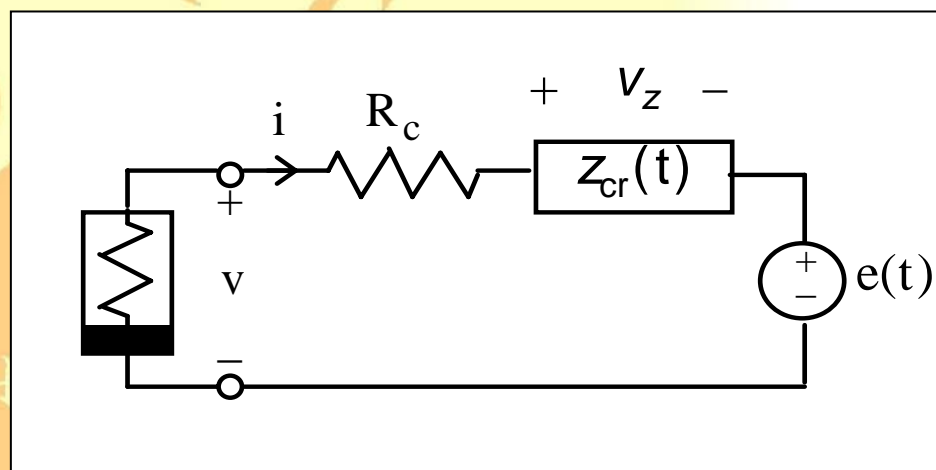 + v_z −
i R_c
z_cr(t)
+
v
−
+
−
e(t)